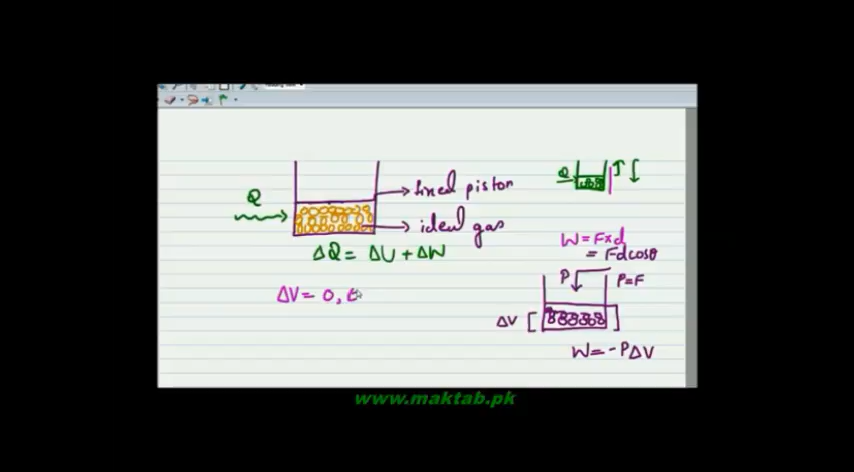 Q
fixed piston
ideal gas
ΔQ = ΔU + ΔW
ΔV = 0,
Q
W = F×d
= Fdcosθ
P
P=F
ΔV
W = -PΔV
www.maktab.pk